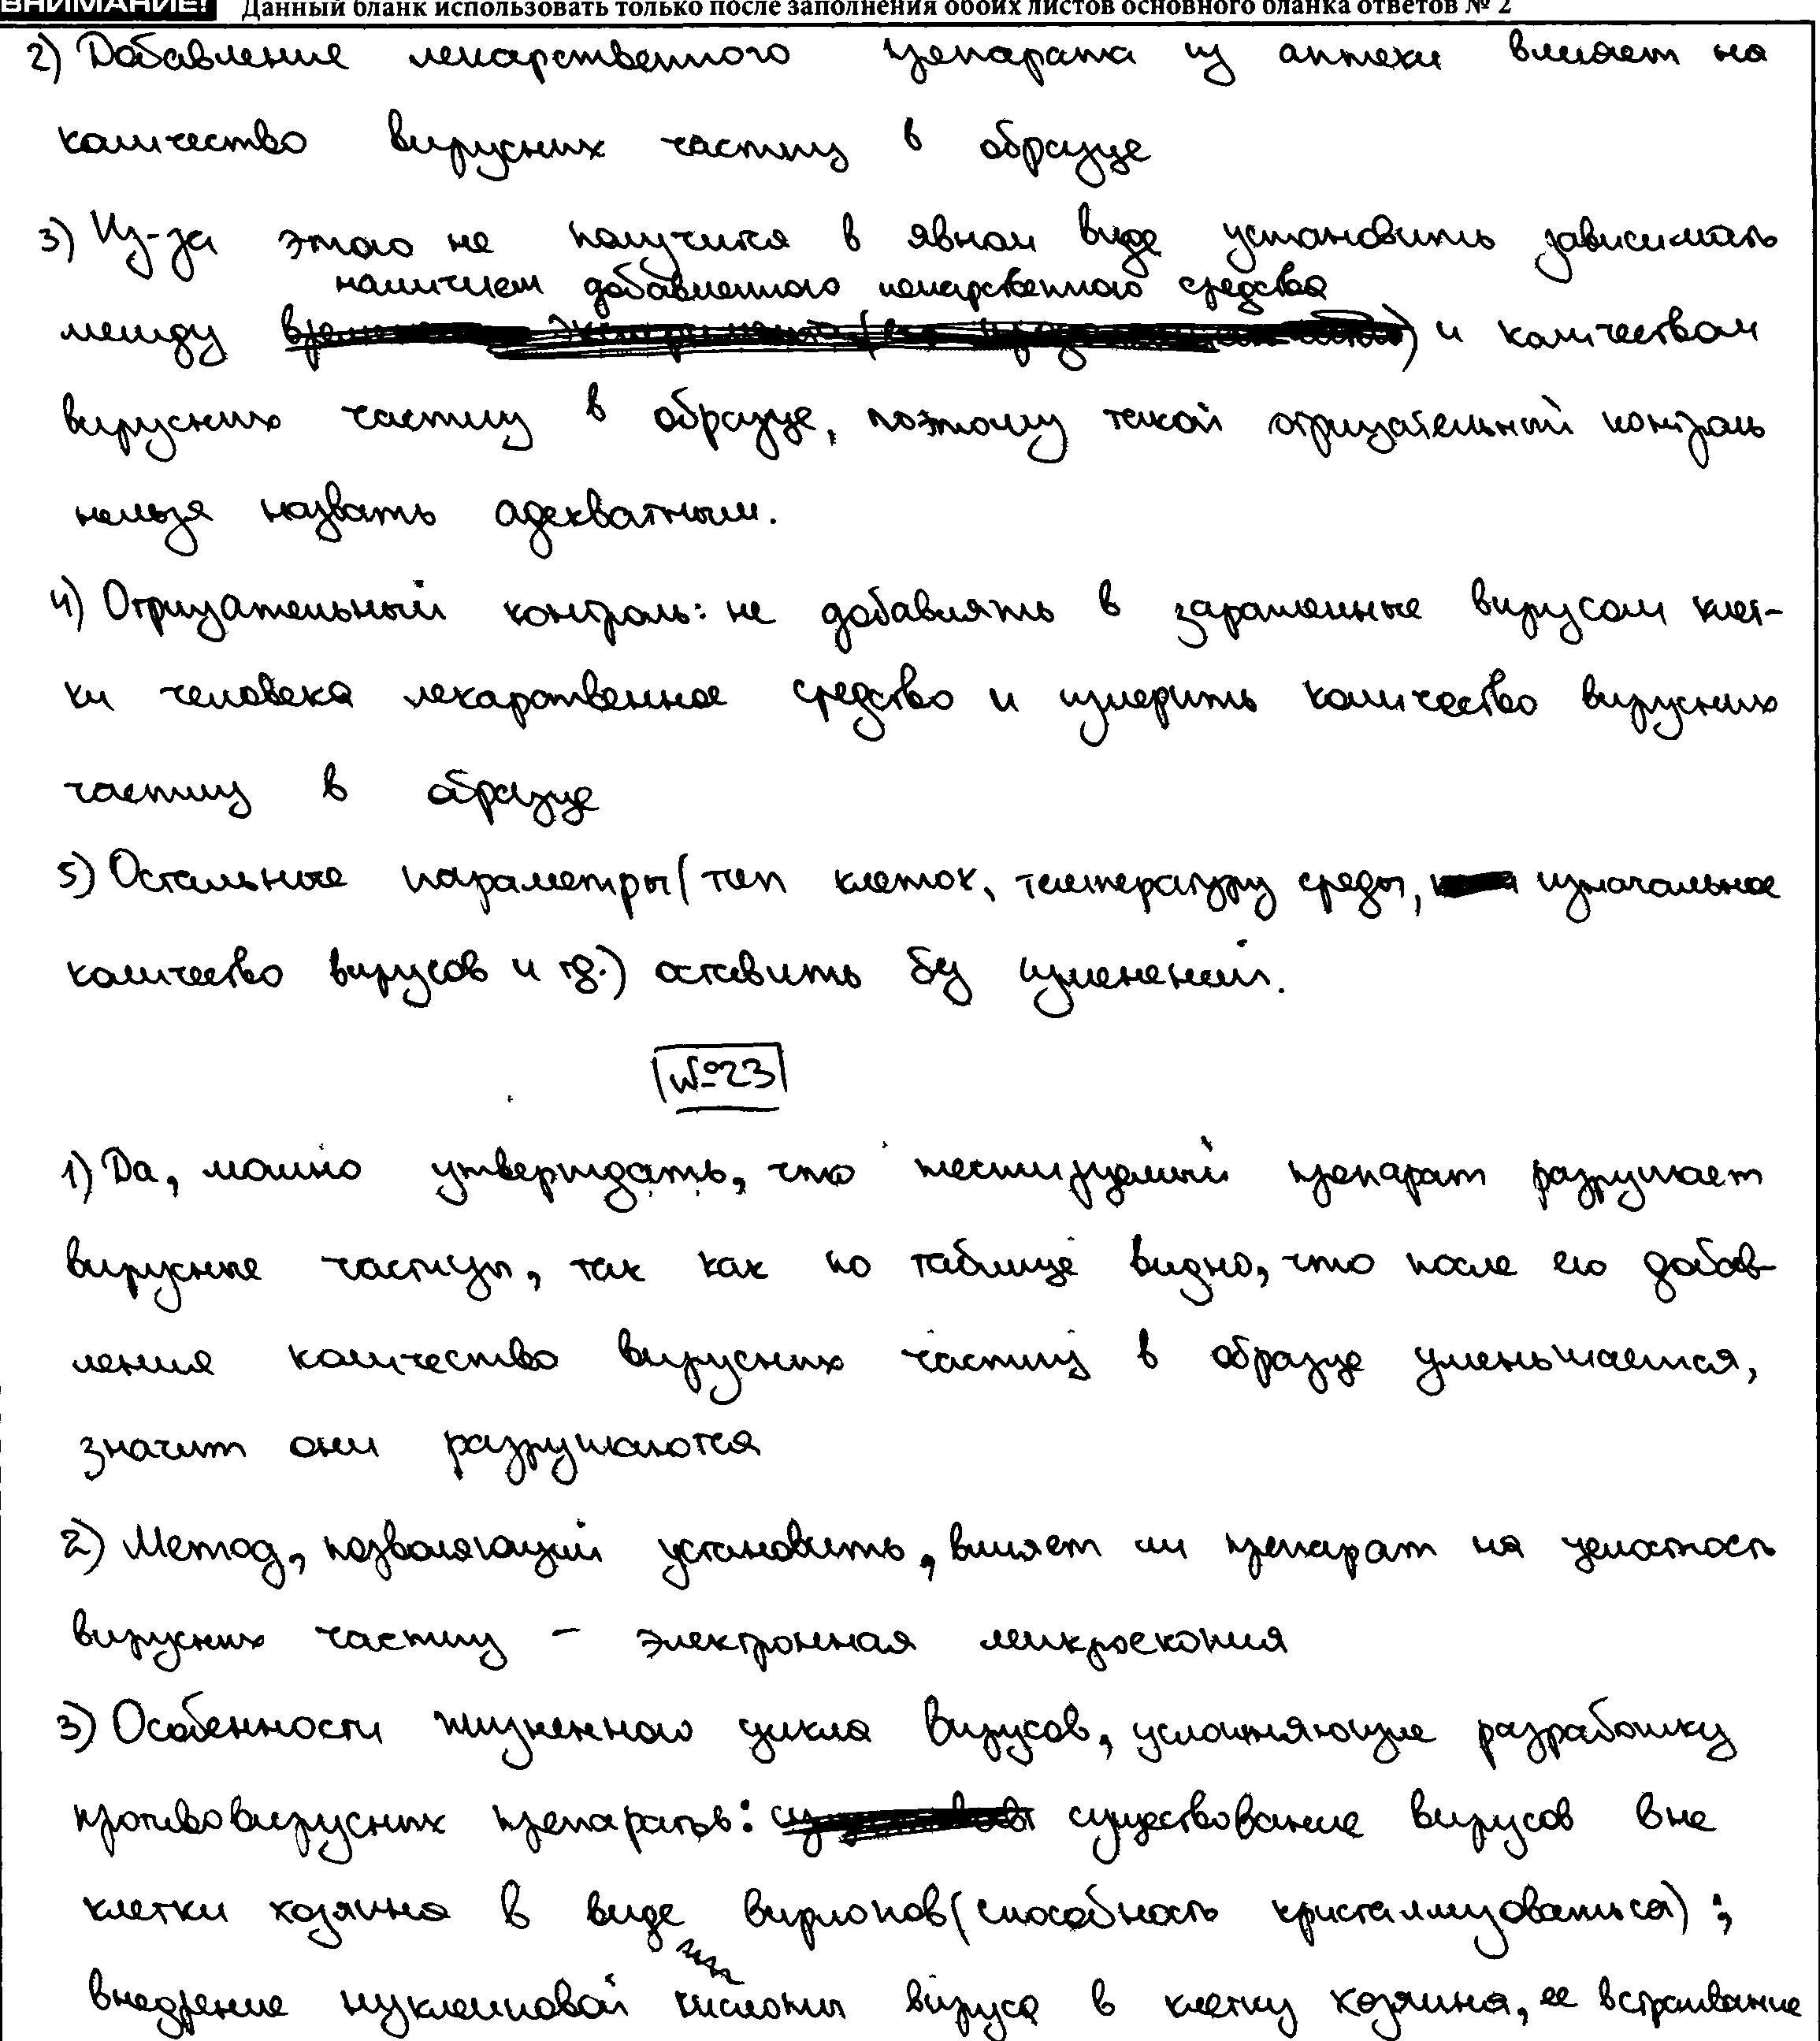 ВНИМАНИЕ! Данный бланк использовать только после заполнения обоих листов основного бланка ответов № 2
2) Добавление лекарственного препарата из аптеки влияет на
количество вирусных частиц в образце
3) Из-за этого не получится в явном виде установить зависимость
наличием добавленного лекарственного средства
между и количеством
вирусных частиц в образце, поэтому такой отрицательный контроль
нельзя назвать адекватным.
4) Отрицательный контроль: не добавлять в зараженные вирусом клет-
ки человека лекарственное средство и измерить количество вирусных
частиц в образце
5) Остальные параметры (тип клеток, температуру среды, изначальное
количество вирусов и тд.) оставить без изменений.
№23
1) Да, можно утверждать, что тестируемый препарат разрушает
вирусные частицы, так как по таблице видно, что после его добав-
ления количество вирусных частиц в образце уменьшается,
значит они разрушаются
2) Метод, позволяющий установить, влияет ли препарат на целостность
вирусных частиц - электронная микроскопия
3) Особенности жизненного цикла вирусов, усложняющие разработку
противовирусных препаратов: существование вирусов вне
клетки хозяина в виде вирионов (способность кристаллизоваться);
внедрение нуклеиновой кислоты вируса в клетку хозяина, ее встраивание